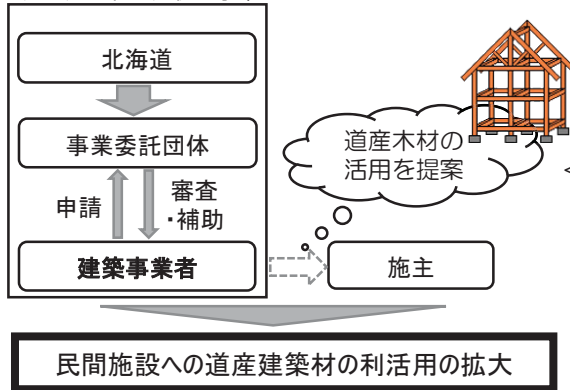 北海道
事業委託団体
道産木材の
活用を提案
申請
審査
・補助
建築事業者
施主
民間施設への道産建築材の利活用の拡大